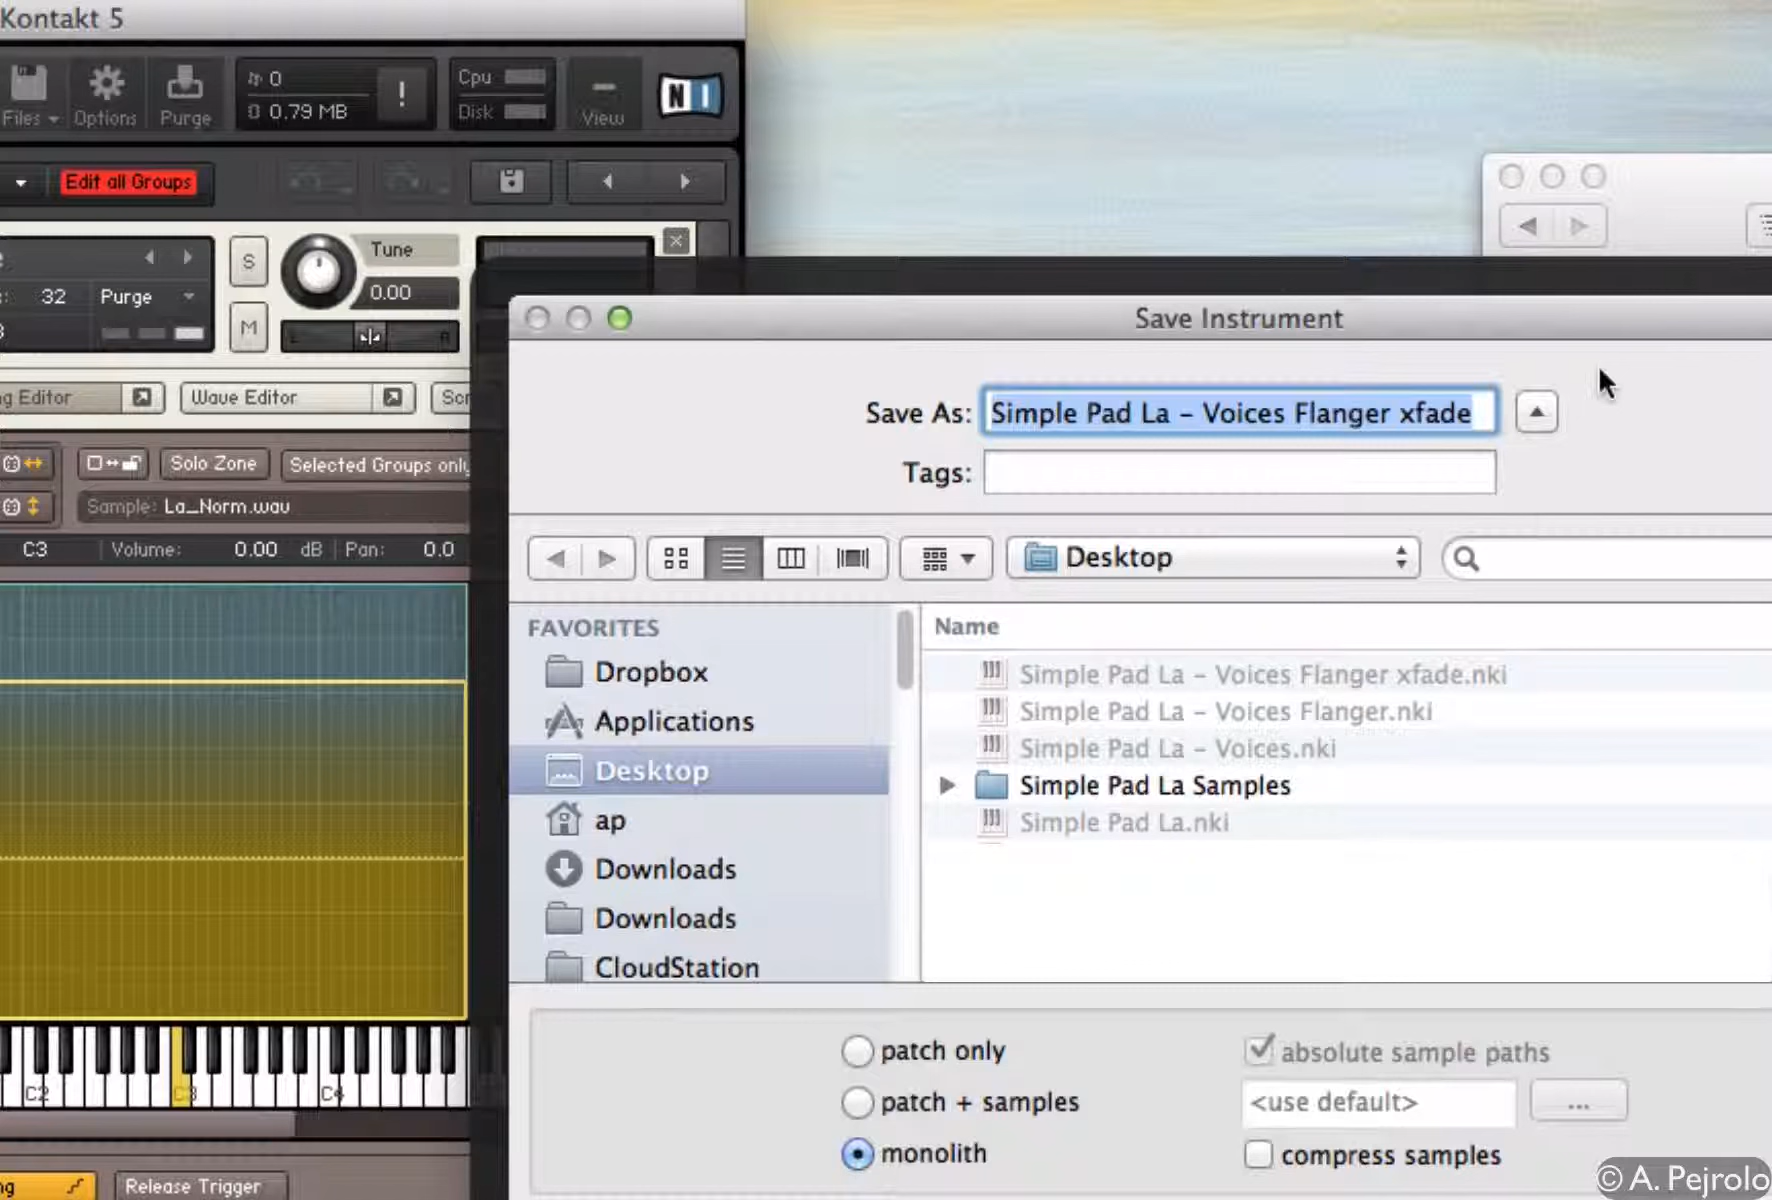 Kontakt 5
Files
Options
Purge
0
0.79 MB
!
Cpu
Disk
View
NI
Edit all Groups
32
Purge
S
M
Tune
0.00
L
R
g Editor
Wave Editor
Solo Zone
Selected Groups only
Sample: La_Norm.wav
C3 Volume: 0.00 dB Pan: 0.0
C2
C3
C4
Release Trigger
Save Instrument
Save As: Simple Pad La – Voices Flanger xfade
Tags:
Desktop
FAVORITES
Dropbox
Applications
Desktop
ap
Downloads
Downloads
CloudStation
Name
Simple Pad La – Voices Flanger xfade.nki
Simple Pad La – Voices Flanger.nki
Simple Pad La – Voices.nki
Simple Pad La Samples
Simple Pad La.nki
patch only
absolute sample paths
patch + samples
<use default>
...
monolith
compress samples
© A. Pejrolo